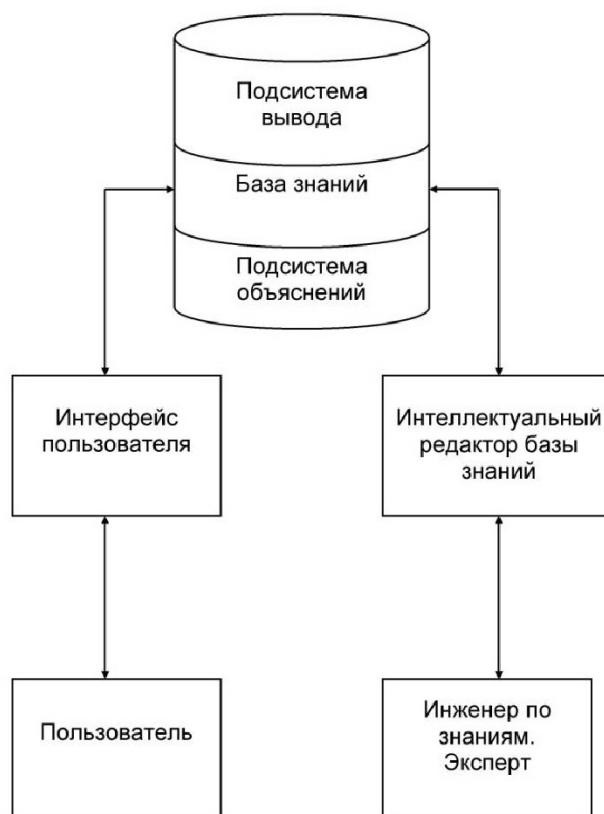 Подсистема
вывода
База знаний
Подсистема
объяснений
Интерфейс
пользователя
Интеллектуальный
редактор базы
знаний
Пользователь
Инженер по
знаниям.
Эксперт